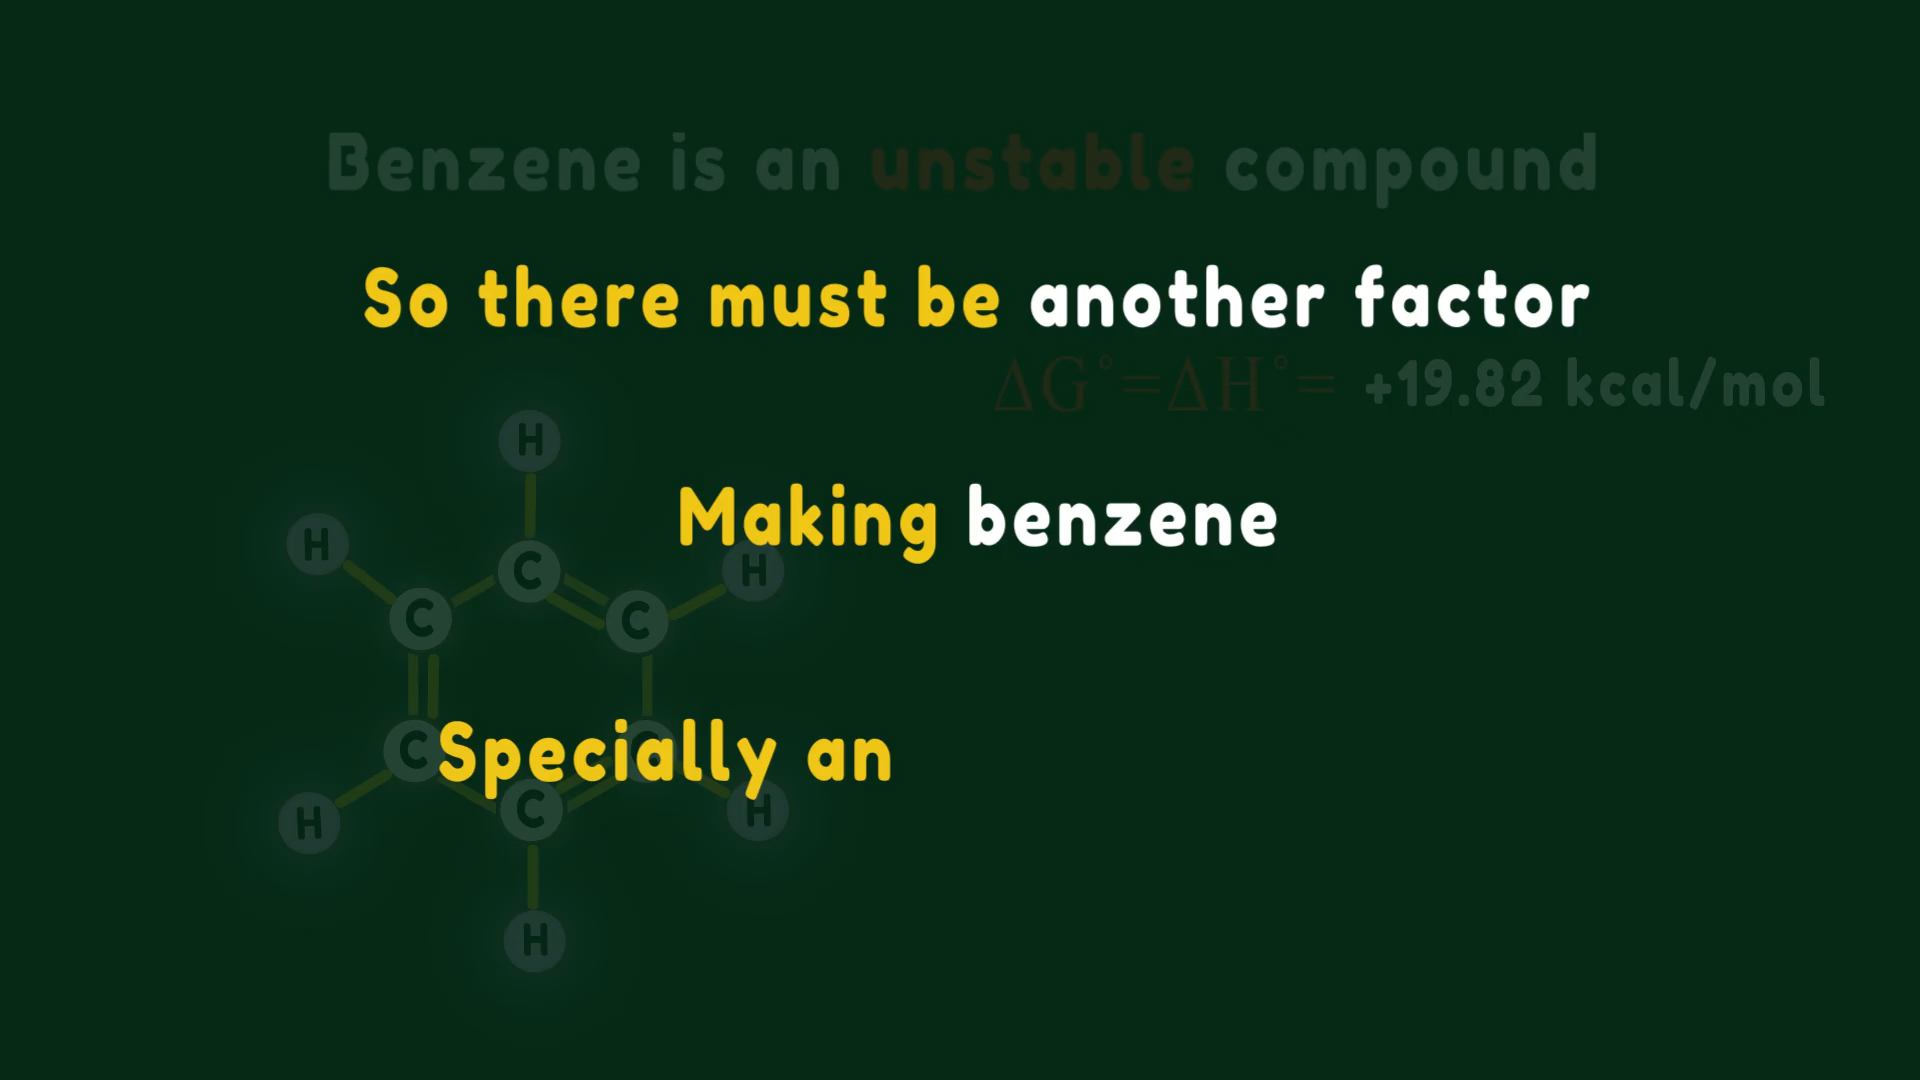 Benzene is an unstable compound
So there must be another factor
ΔG°=ΔH°= +19.82 kcal/mol
H
Making benzene
H
H
C
C
C
Specially an
C
C
H
H
C
H